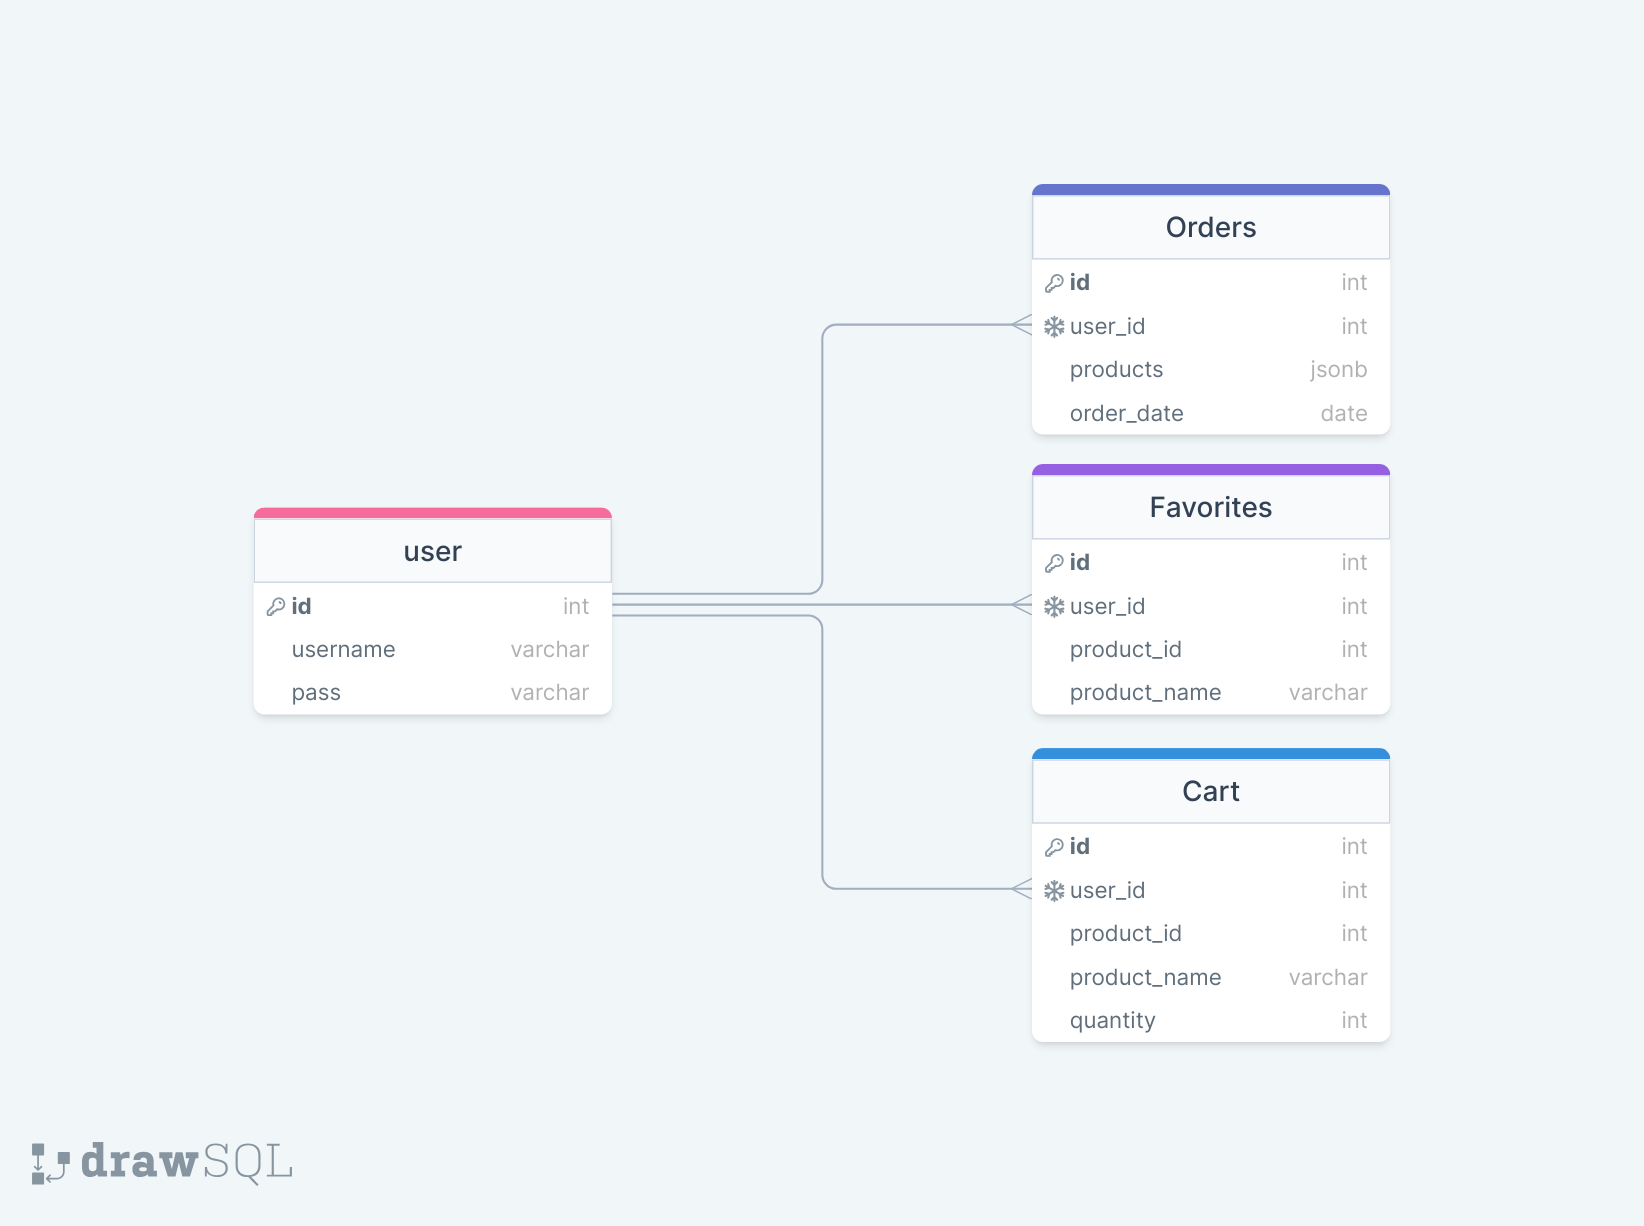 user
id int
username varchar
pass varchar
Orders
id int
user_id int
products jsonb
order_date date
Favorites
id int
user_id int
product_id int
product_name varchar
Cart
id int
user_id int
product_id int
product_name varchar
quantity int
drawSQL